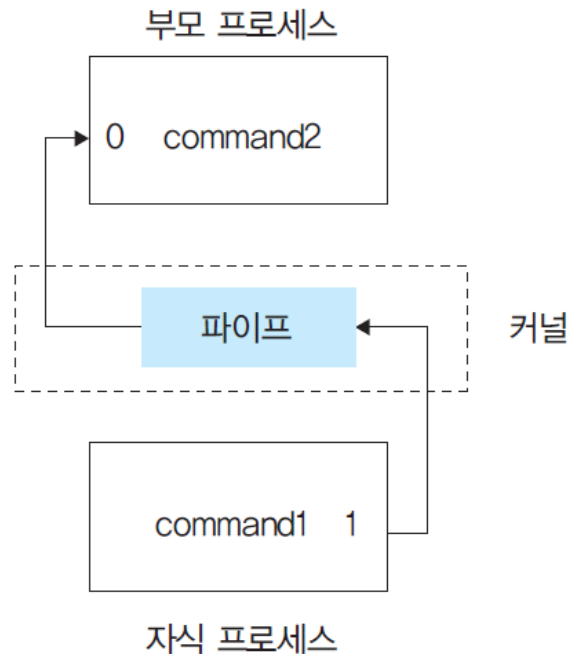 부모 프로세스
0 command2
파이프
커널
command1 1
자식 프로세스